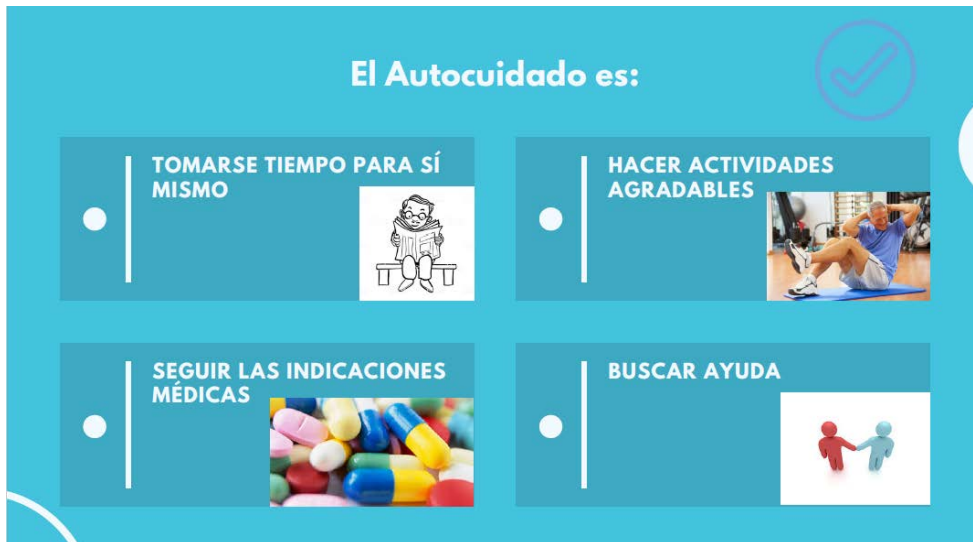 El Autocuidado es:
TOMARSE TIEMPO PARA SÍ
MISMO
HACER ACTIVIDADES
AGRADABLES
SEGUIR LAS INDICACIONES
MÉDICAS
BUSCAR AYUDA